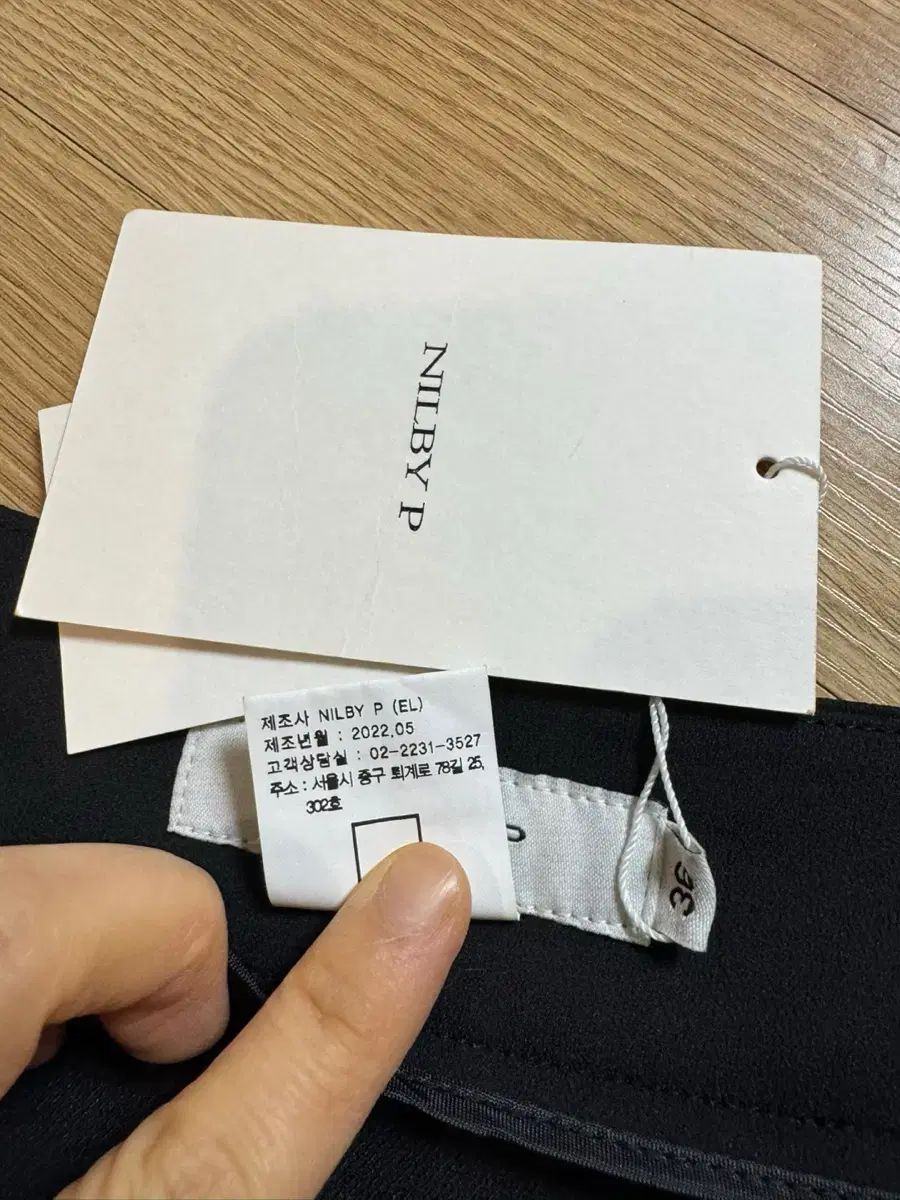 NILBY P
제조사 NILBY P (EL)
제조년월 : 2022.05
고객상담실 : 02-2231-3527
주소 : 서울시 중구 퇴계로 78길 25,
302호
P
36